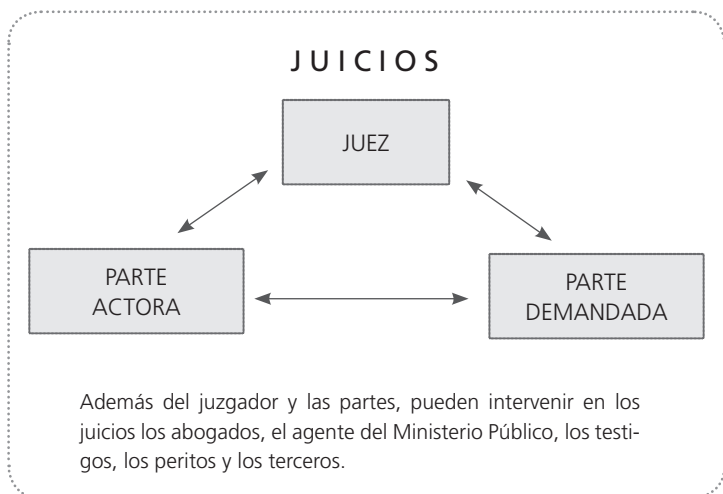 JUICIOS
JUEZ
PARTE
ACTORA
PARTE
DEMANDADA
Además del juzgador y las partes, pueden intervenir en los
juicios los abogados, el agente del Ministerio Público, los testi-
gos, los peritos y los terceros.